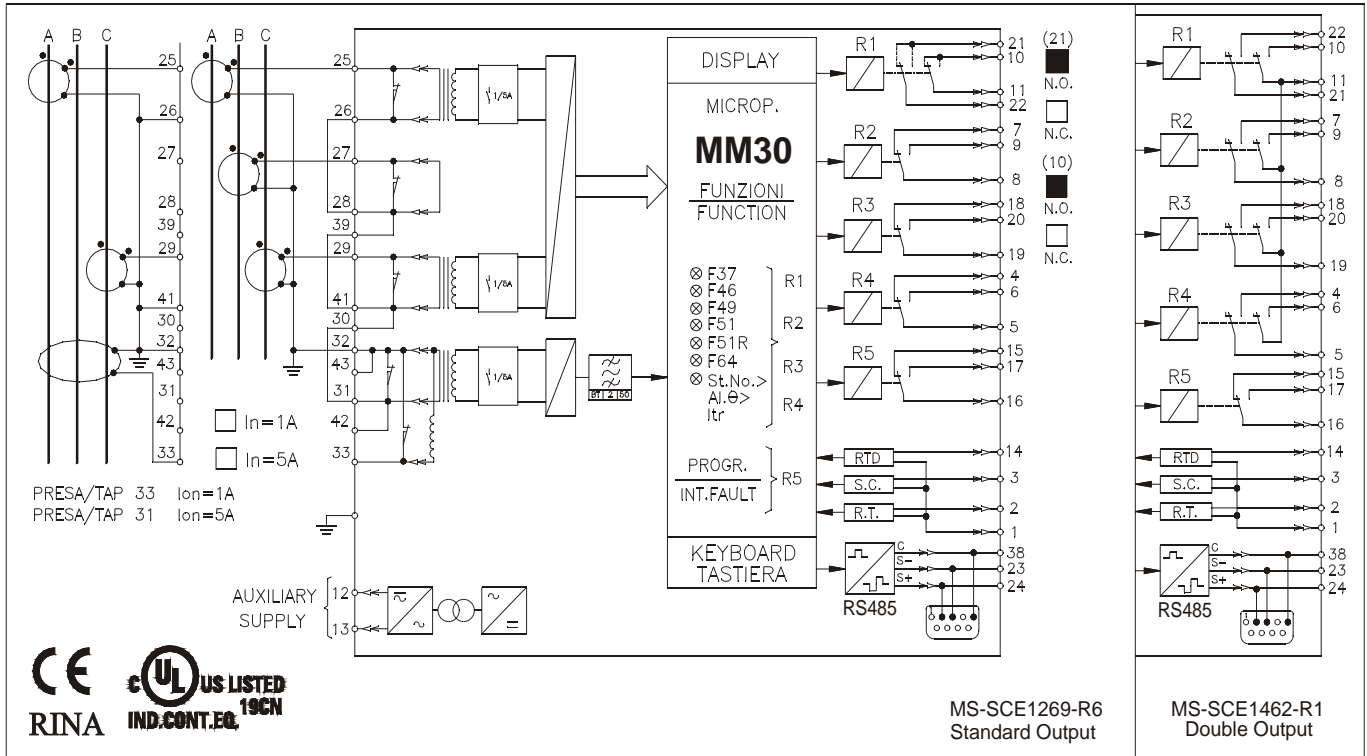 A B C
A B C
25
26
27
28
39
29
41
30
32
43
31
42
33
25
26
27
28
39
29
41
30
32
43
31
42
33
1/5A
1/5A
1/5A
BT 2 50
In=1A
In=5A
PRESA/TAP 33 Ion=1A
PRESA/TAP 31 Ion=5A
AUXILIARY
SUPPLY
12
13
DISPLAY
MICROP.
MM30
FUNZIONI
FUNCTION
F37
F46
F49
F51
F51R
F64
St.No.>
Al.θ>
Itr
R1
R2
R3
R4
PROGR.
INT.FAULT
R5
KEYBOARD
TASTIERA
R1
21
10
11
22
R2
7
9
8
R3
18
20
19
R4
4
6
5
R5
15
17
16
RTD
14
S.C.
3
R.T.
2
1
C
38
S-
23
S+
24
RS485
1
(21)
N.O.
N.C.
(10)
N.O.
N.C.
R1
22
10
11
21
R2
7
9
8
R3
18
20
19
R4
4
6
5
R5
15
17
16
RTD
14
S.C.
3
R.T.
2
1
C
38
S-
23
S+
24
RS485
1
CE
RINA
C UL US LISTED
19CN
IND.CONT.EQ.
MS-SCE1269-R6
Standard Output
MS-SCE1462-R1
Double Output